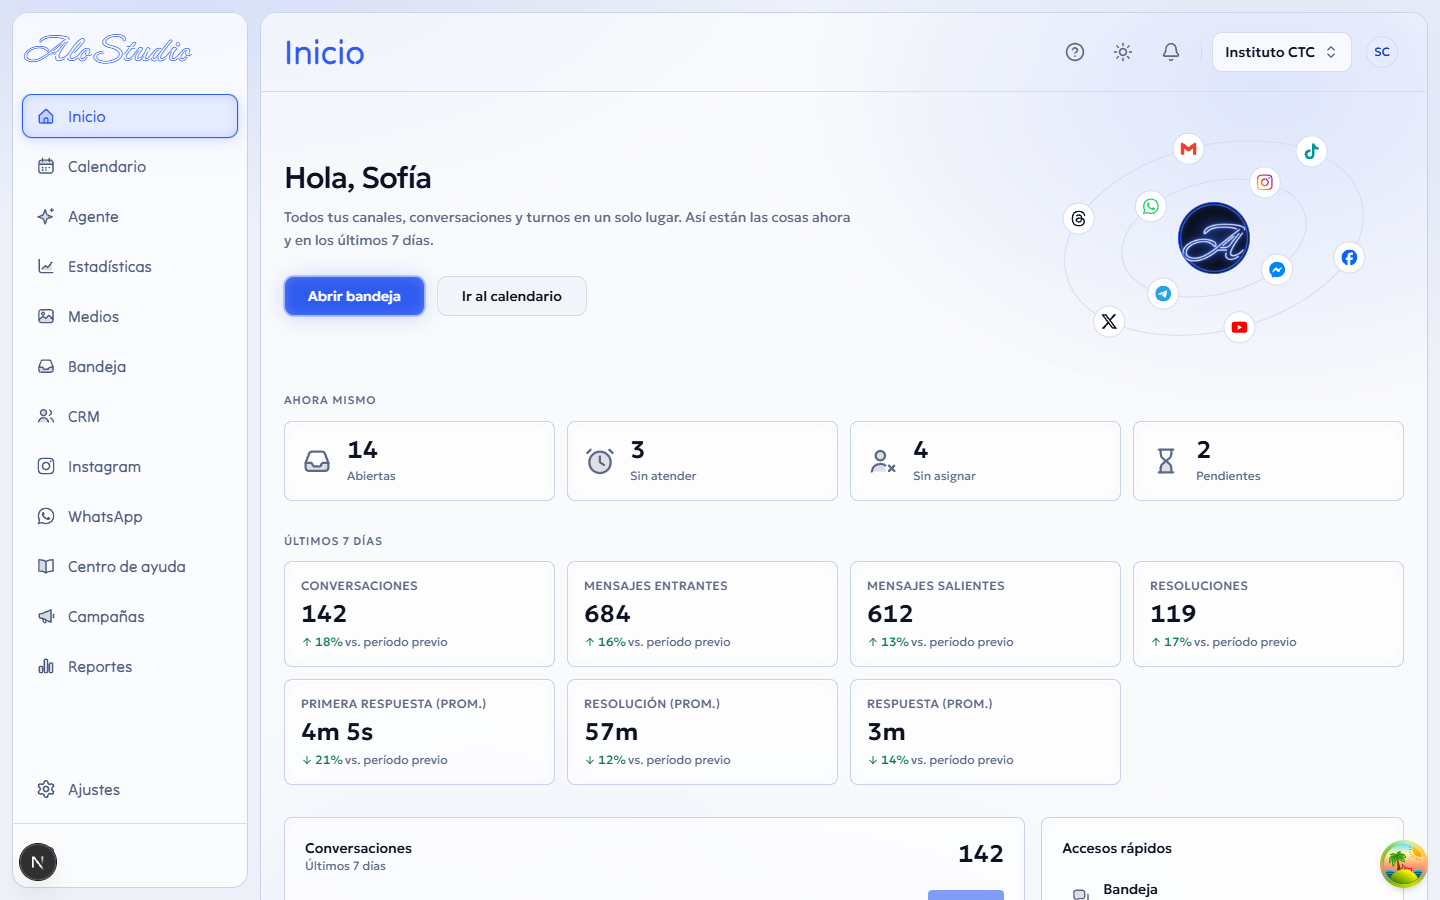 AloStudio
Inicio
Instituto CTC
SC
Inicio
Calendario
Agente
Estadísticas
Medios
Bandeja
CRM
Instagram
WhatsApp
Centro de ayuda
Campañas
Reportes
Ajustes
N
Hola, Sofía
Todos tus canales, conversaciones y turnos en un solo lugar. Así están las cosas ahora
y en los últimos 7 días.
Abrir bandeja
Ir al calendario
A
AHORA MISMO
14
Abiertas
3
Sin atender
4
Sin asignar
2
Pendientes
ÚLTIMOS 7 DÍAS
CONVERSACIONES
142
↑ 18% vs. período previo
MENSAJES ENTRANTES
684
↑ 16% vs. período previo
MENSAJES SALIENTES
612
↑ 13% vs. período previo
RESOLUCIONES
119
↑ 17% vs. período previo
PRIMERA RESPUESTA (PROM.)
4m 5s
↓ 21% vs. período previo
RESOLUCIÓN (PROM.)
57m
↓ 12% vs. período previo
RESPUESTA (PROM.)
3m
↓ 14% vs. período previo
Conversaciones
Últimos 7 días
142
Accesos rápidos
Bandeja